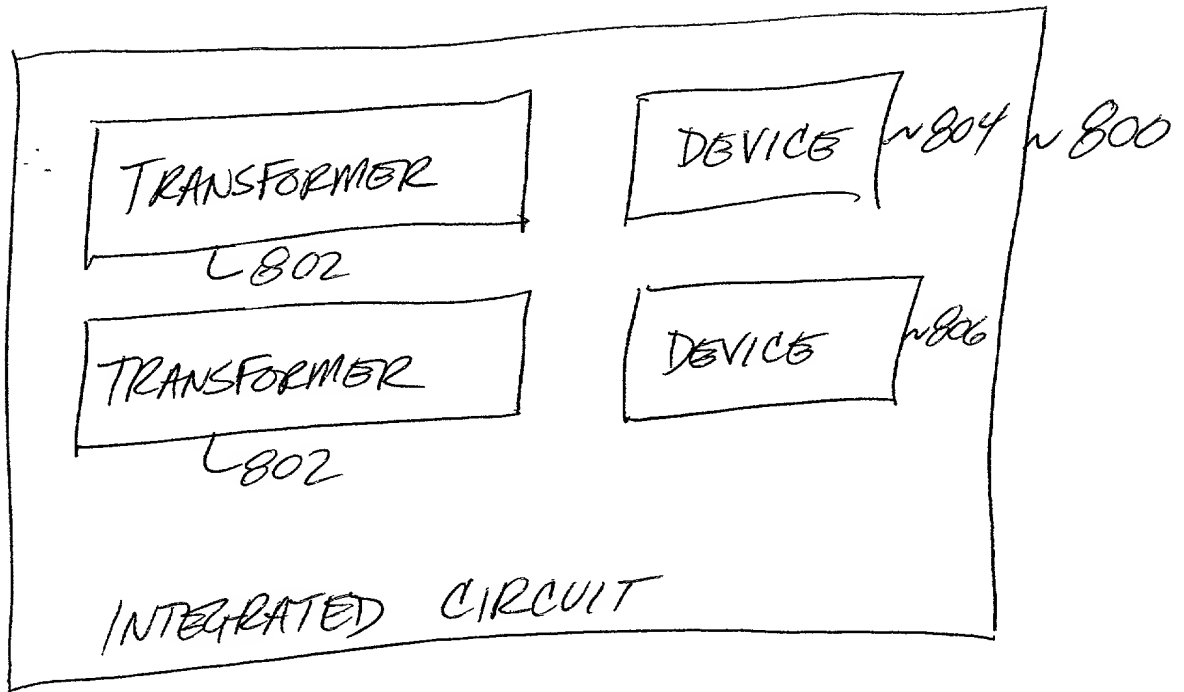 TRANSFORMER
802
DEVICE
804
800
TRANSFORMER
802
DEVICE
806
INTEGRATED CIRCUIT